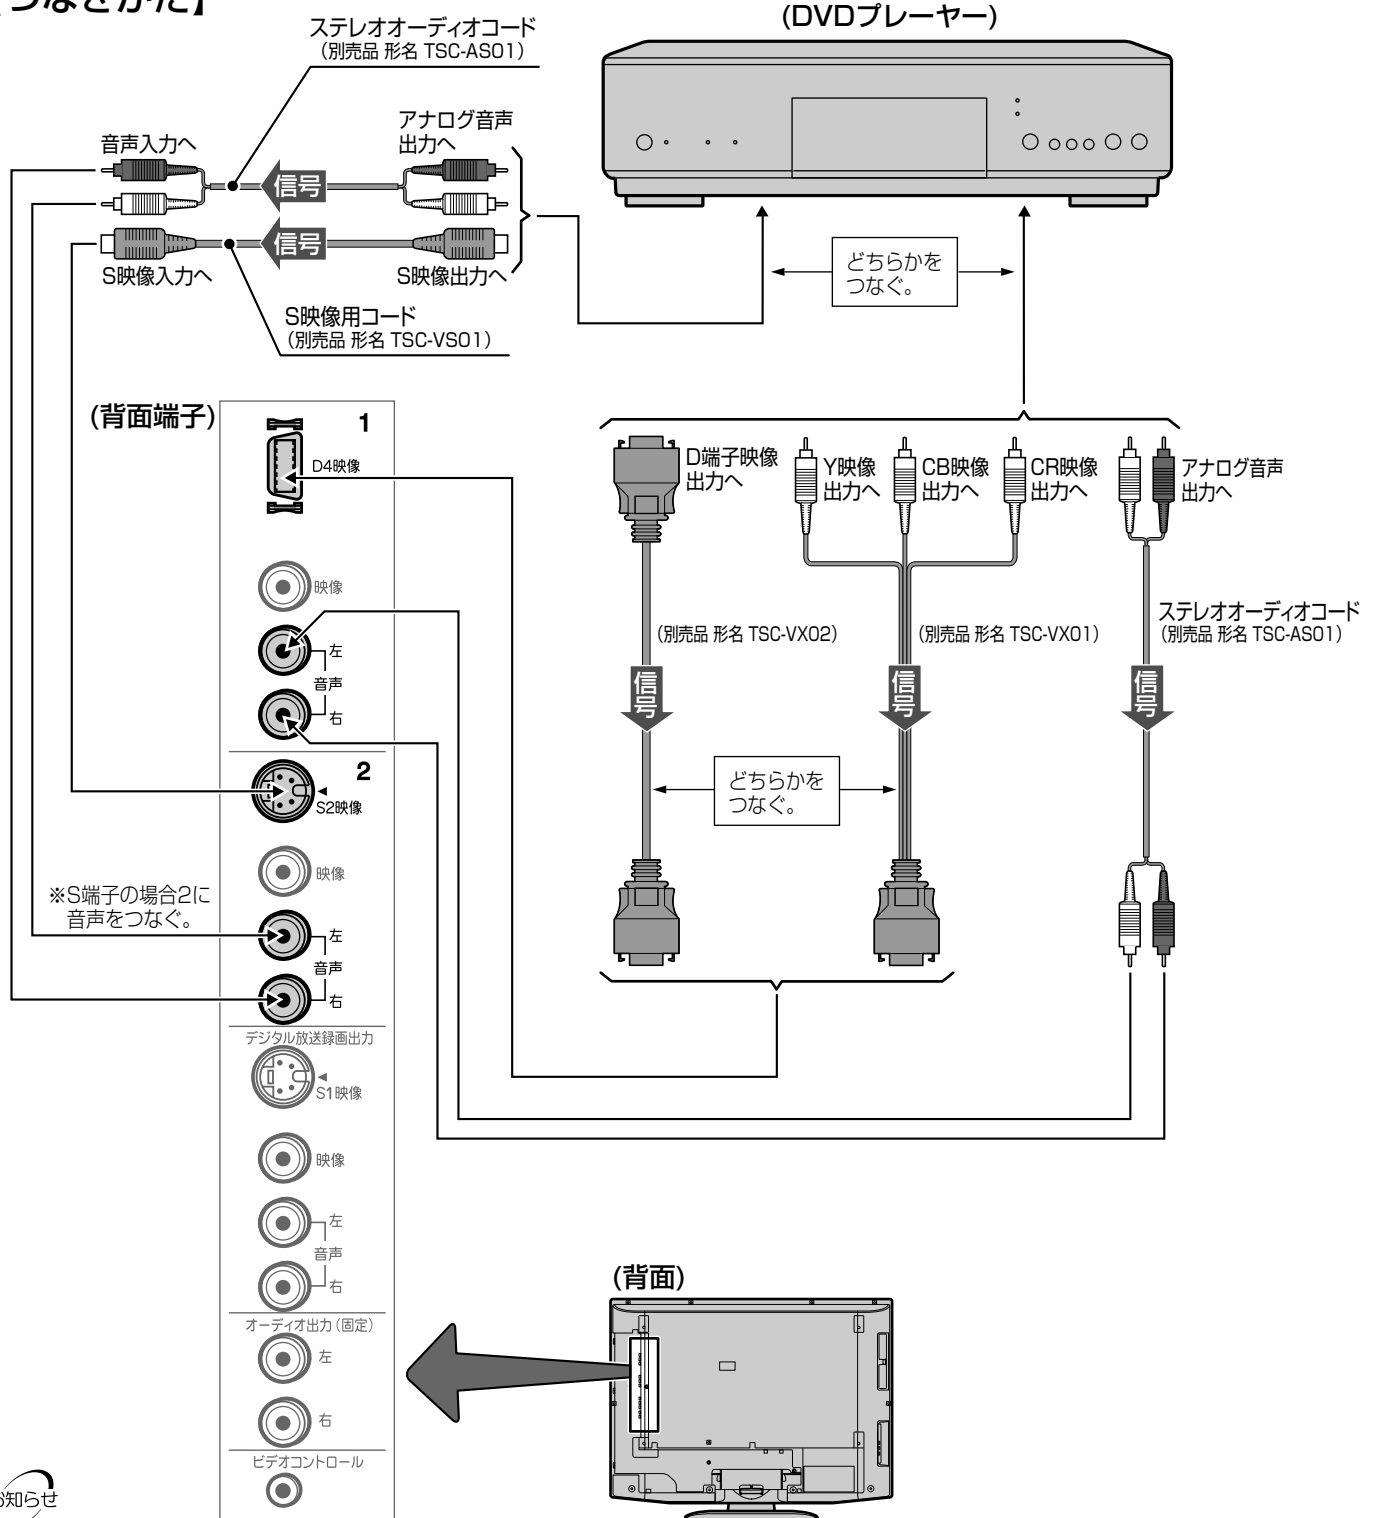 【つなぎかた】
(DVDプレーヤー)
ステレオオーディオコード
（別売品 形名 TSC-AS01）
アナログ音声
出力へ
音声入力へ
信号
信号
S映像入力へ
S映像出力へ
どちらかを
つなぐ。
S映像用コード
（別売品 形名 TSC-VS01）
(背面端子)
1
D4映像
D端子映像
出力へ
Y映像
出力へ
CB映像
出力へ
CR映像
出力へ
アナログ音声
出力へ
映像
左
音声
右
（別売品 形名 TSC-VX02）
（別売品 形名 TSC-VX01）
ステレオオーディオコード
（別売品 形名 TSC-AS01）
信号
信号
信号
2
S2映像
どちらかを
つなぐ。
映像
※S端子の場合2に
音声をつなぐ。
左
音声
右
デジタル放送録画出力
S1映像
映像
左
音声
右
(背面)
オーディオ出力（固定）
左
右
ビデオコントロール
お知らせ